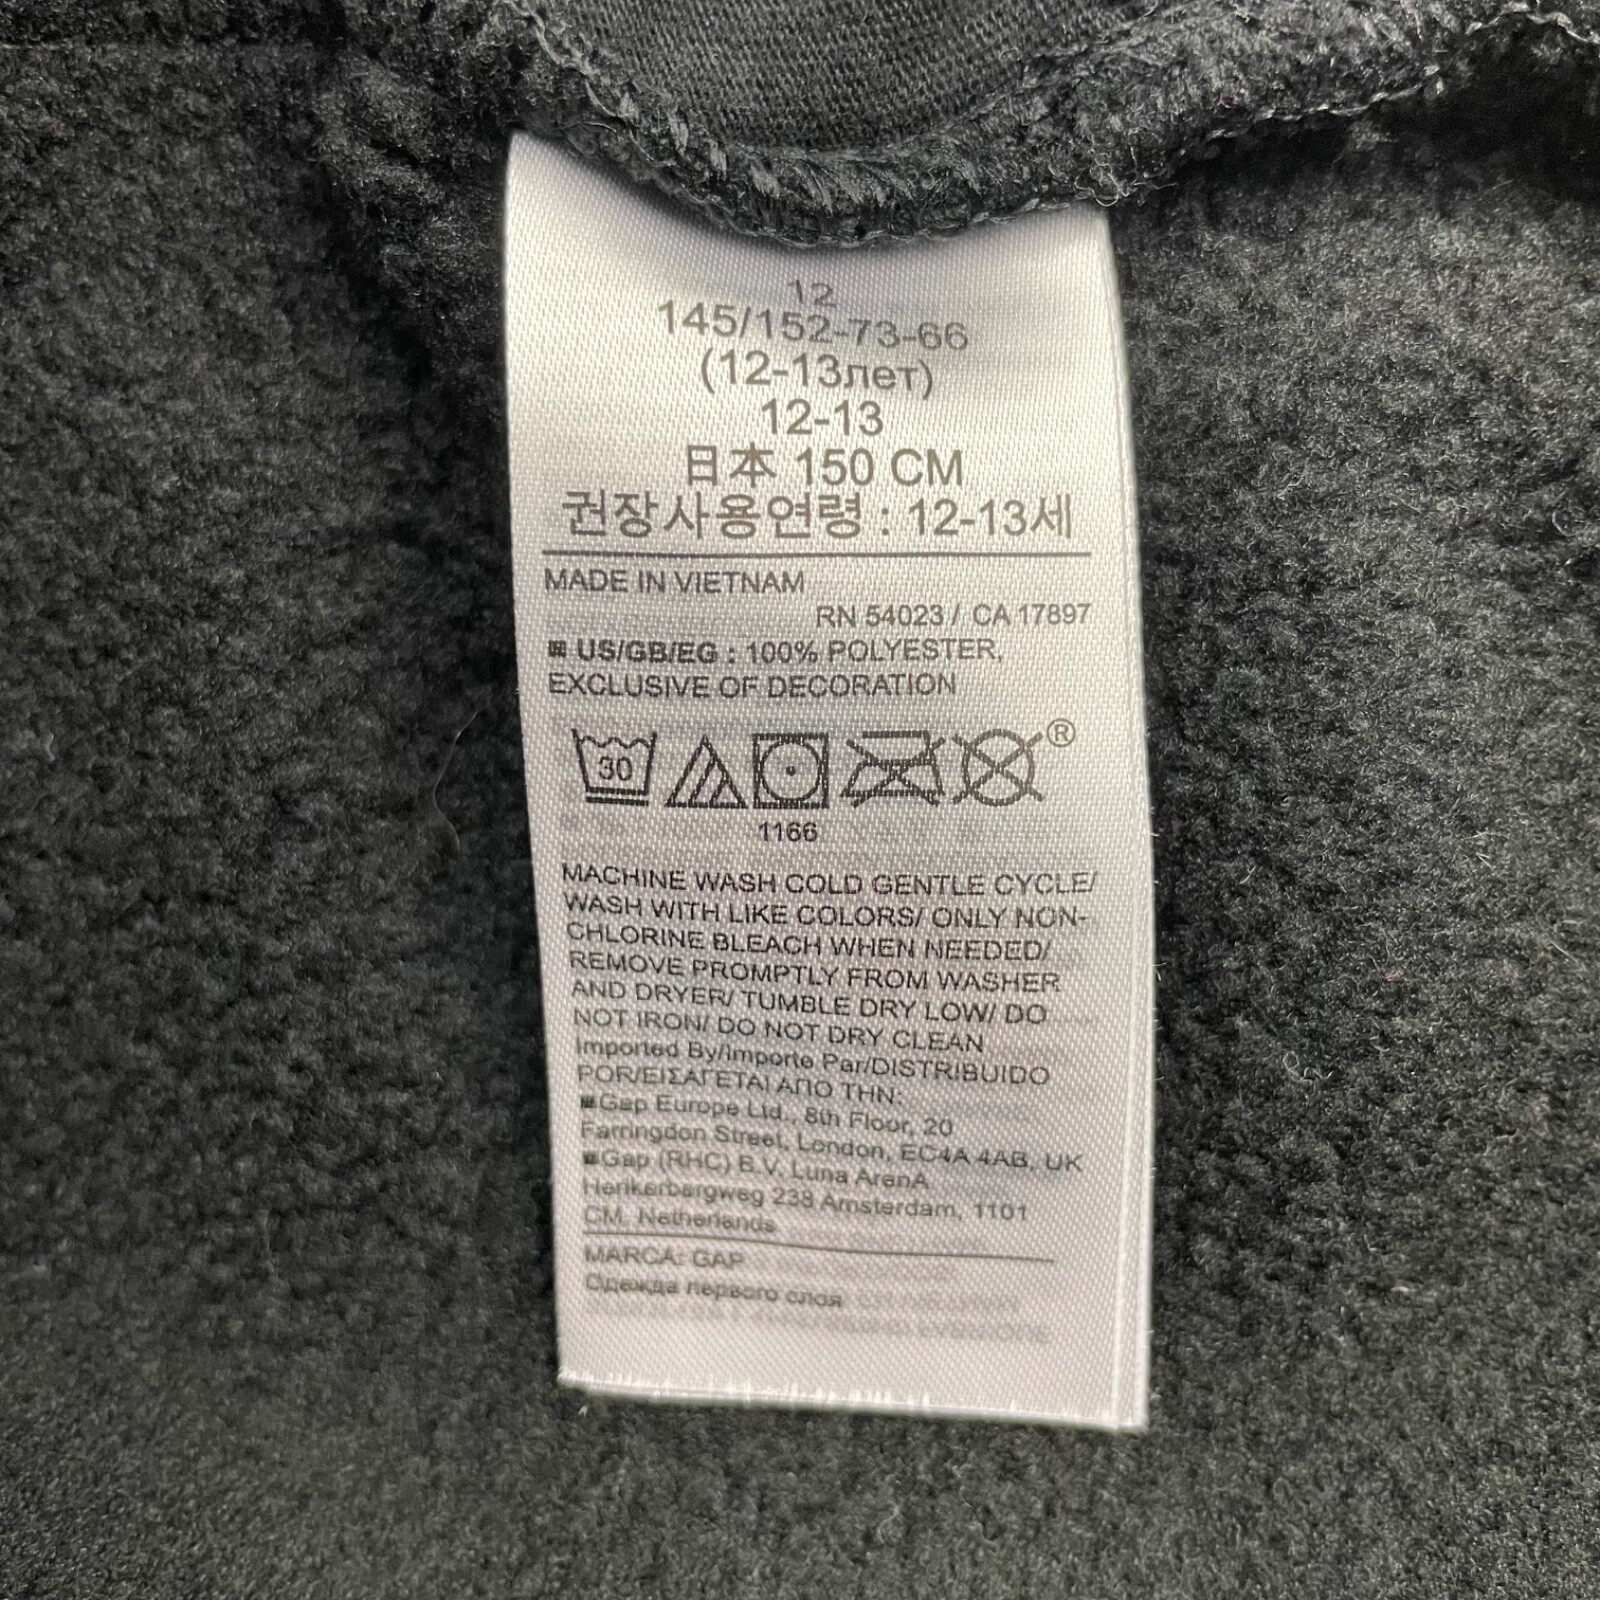 12
145/152-73-66
(12-13лет)
12-13
日本 150 CM
권장사용연령 : 12-13세
MADE IN VIETNAM
RN 54023 / CA 17897
US/GB/EG : 100% POLYESTER,
EXCLUSIVE OF DECORATION
30
®
1166
MACHINE WASH COLD GENTLE CYCLE/
WASH WITH LIKE COLORS/ ONLY NON-
CHLORINE BLEACH WHEN NEEDED/
REMOVE PROMPTLY FROM WASHER
AND DRYER/ TUMBLE DRY LOW/ DO
NOT IRON/ DO NOT DRY CLEAN
Imported By/Importe Par/DISTRIBUIDO
POR/ΕΙΣΑΓΕΤΑΙ ΑΠΟ ΤΗΝ:
Gap Europe Ltd., 8th Floor, 20
Farringdon Street, London, EC4A 4AB, UK
Gap (RHC) B.V. Luna ArenA
Herikerbergweg 238 Amsterdam, 1101
CM, Netherlands
MARCA: GAP
Одежда первого слоя